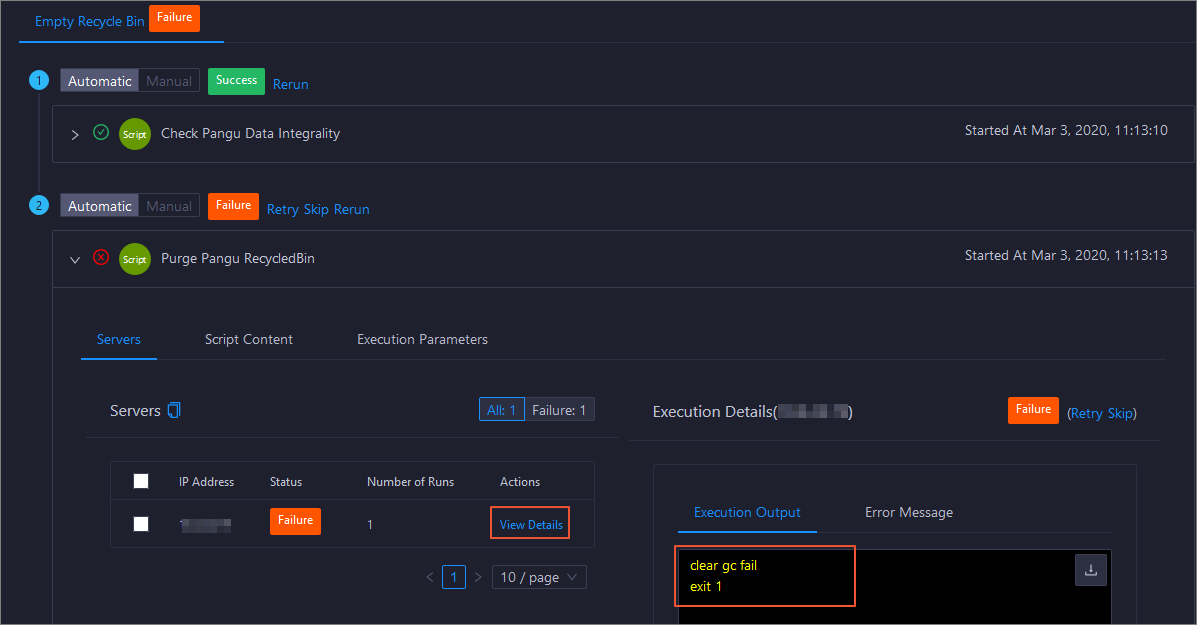 Empty Recycle Bin Failure
1 Automatic Manual Success Rerun
Script Check Pangu Data Integrality Started At Mar 3, 2020, 11:13:10
2 Automatic Manual Failure Retry Skip Rerun
Script Purge Pangu RecycledBin Started At Mar 3, 2020, 11:13:13
Servers Script Content Execution Parameters
Servers All: 1 Failure: 1
Execution Details( ) Failure (Retry Skip)
IP Address Status Number of Runs Actions
Failure 1 View Details
< 1 > 10 / page
Execution Output Error Message
clear gc fail
exit 1